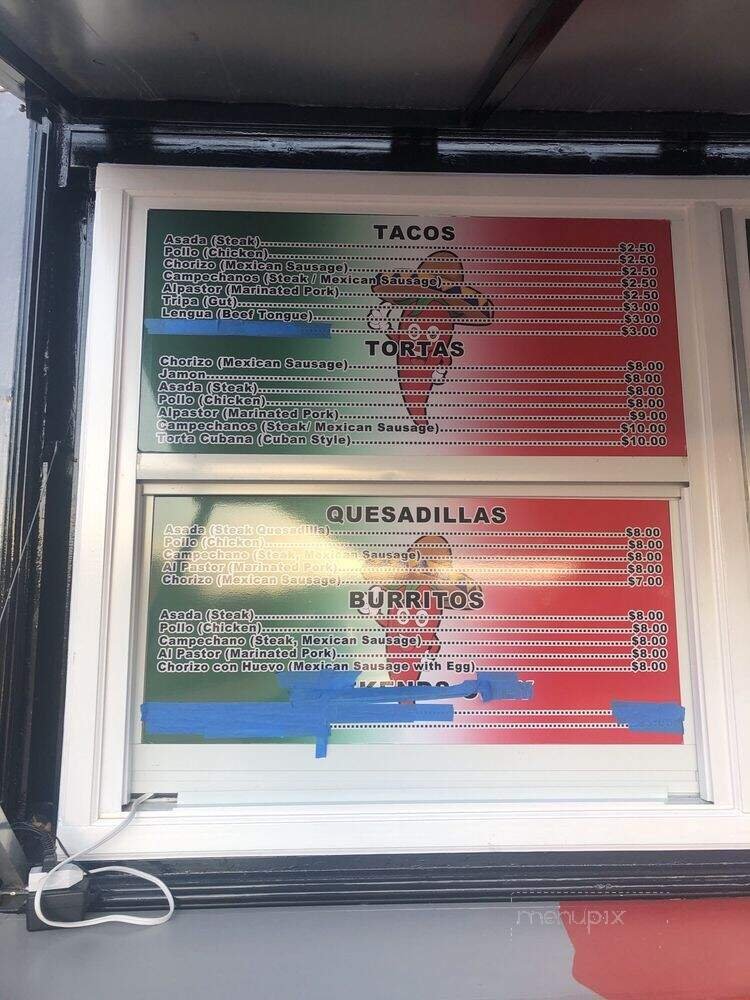 TACOS
Asada (Steak)........$2.50
Pollo (Chicken)........$2.50
Chorizo (Mexican Sausage)........$2.50
Campechanos (Steak / Mexican Sausage)........$2.50
Alpastor (Marinated Pork)........$2.50
Tripa (Gut)........$3.00
Lengua (Beef Tongue)........$3.00
........$3.00
TORTAS
Chorizo (Mexican Sausage)........$8.00
Jamon........$8.00
Asada (Steak)........$8.00
Pollo (Chicken)........$8.00
Alpastor (Marinated Pork)........$9.00
Campechanos (Steak/ Mexican Sausage)........$10.00
Torta Cubana (Cuban Style)........$10.00
QUESADILLAS
Asada (Steak Quesadilla)........$8.00
Pollo (Chicken)........$8.00
Campechano (Steak, Mexican Sausage)........$8.00
Al Pastor (Marinated Pork)........$8.00
Chorizo (Mexican Sausage)........$7.00
BURRITOS
Asada (Steak)........$8.00
Pollo (Chicken)........$8.00
Campechano (Steak, Mexican Sausage)........$8.00
Al Pastor (Marinated Pork)........$8.00
Chorizo con Huevo (Mexican Sausage with Egg)........$8.00
menupix